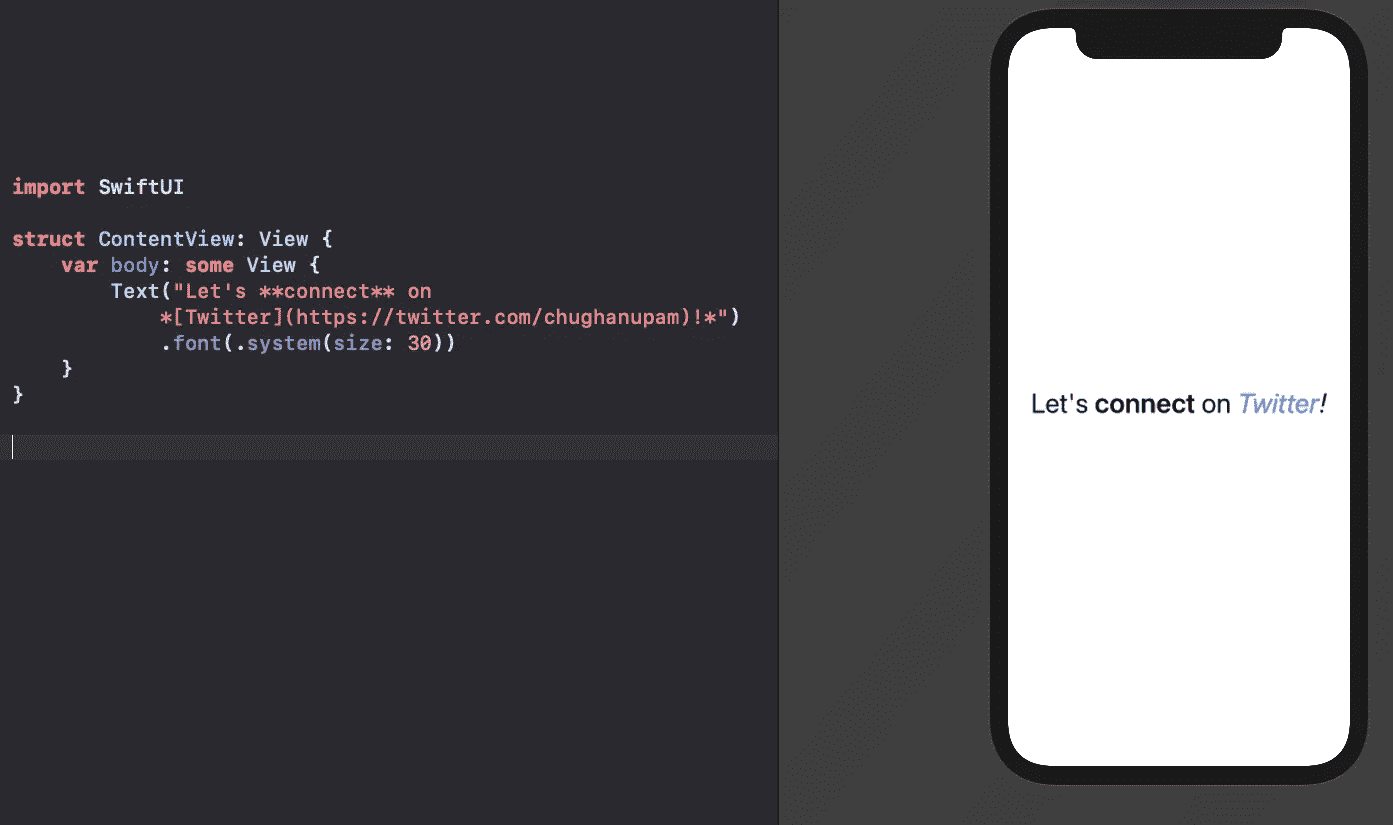 import SwiftUI
struct ContentView: View {
    var body: some View {
        Text("Let's **connect** on
            *[Twitter](https://twitter.com/chughanupam)!*")
            .font(.system(size: 30))
    }
}
Let's connect on Twitter!